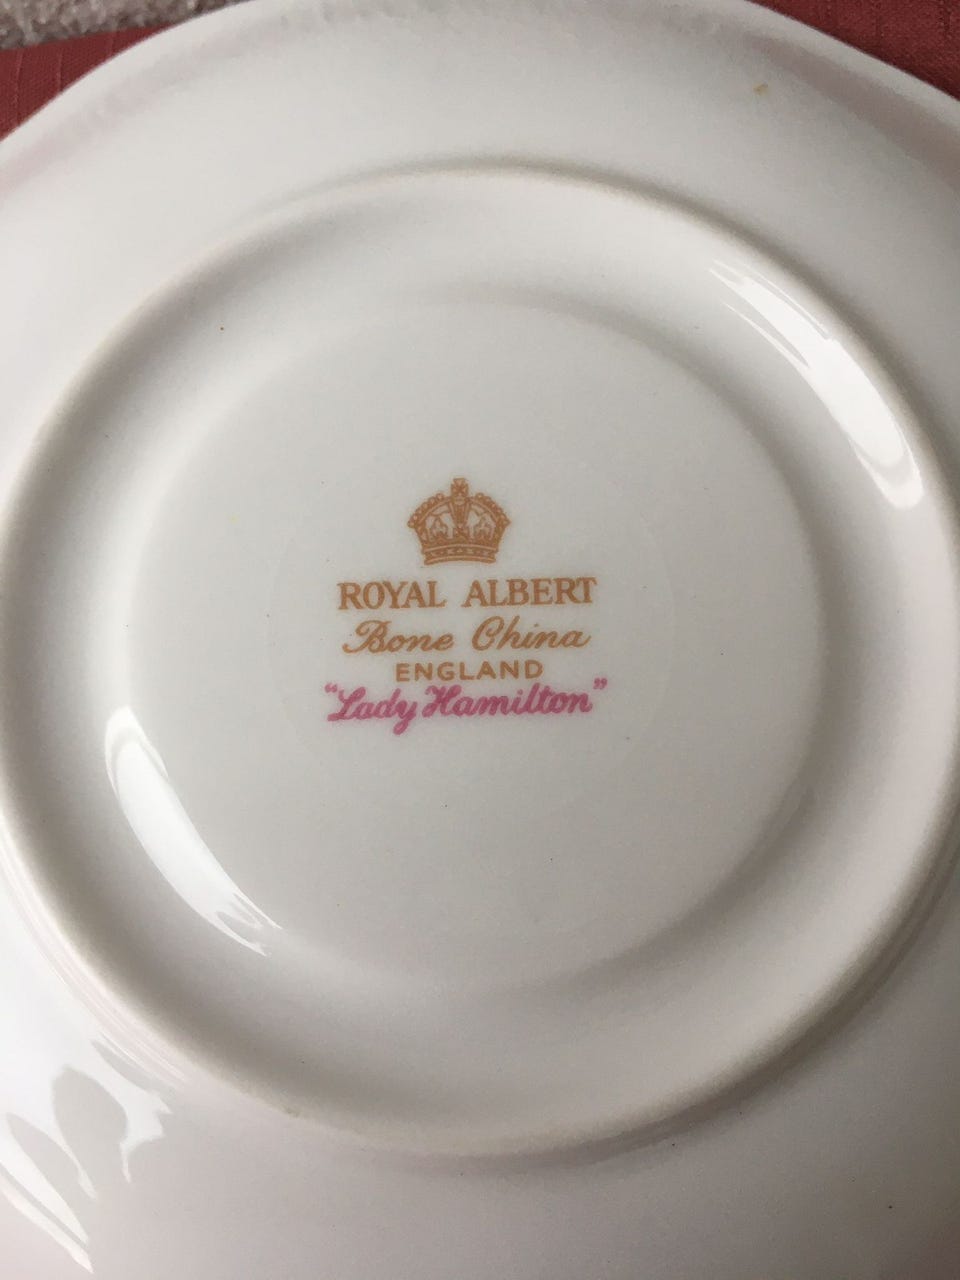 ROYAL ALBERT
Bone China
ENGLAND
"Lady Hamilton"